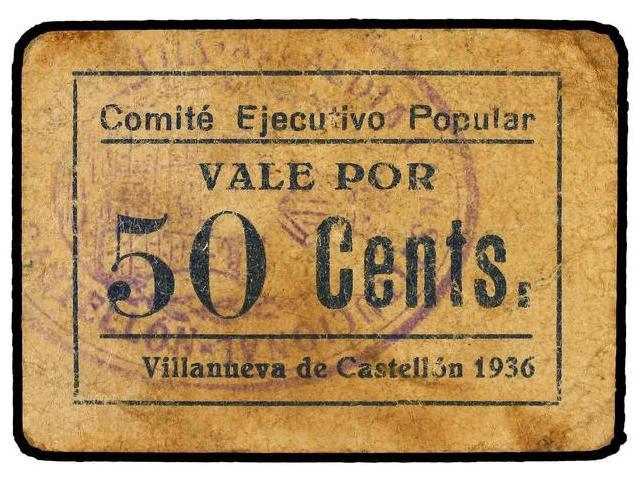 Comité Ejecutivo Popular
VALE POR
50 Cents.
Villanueva de Castellón 1936